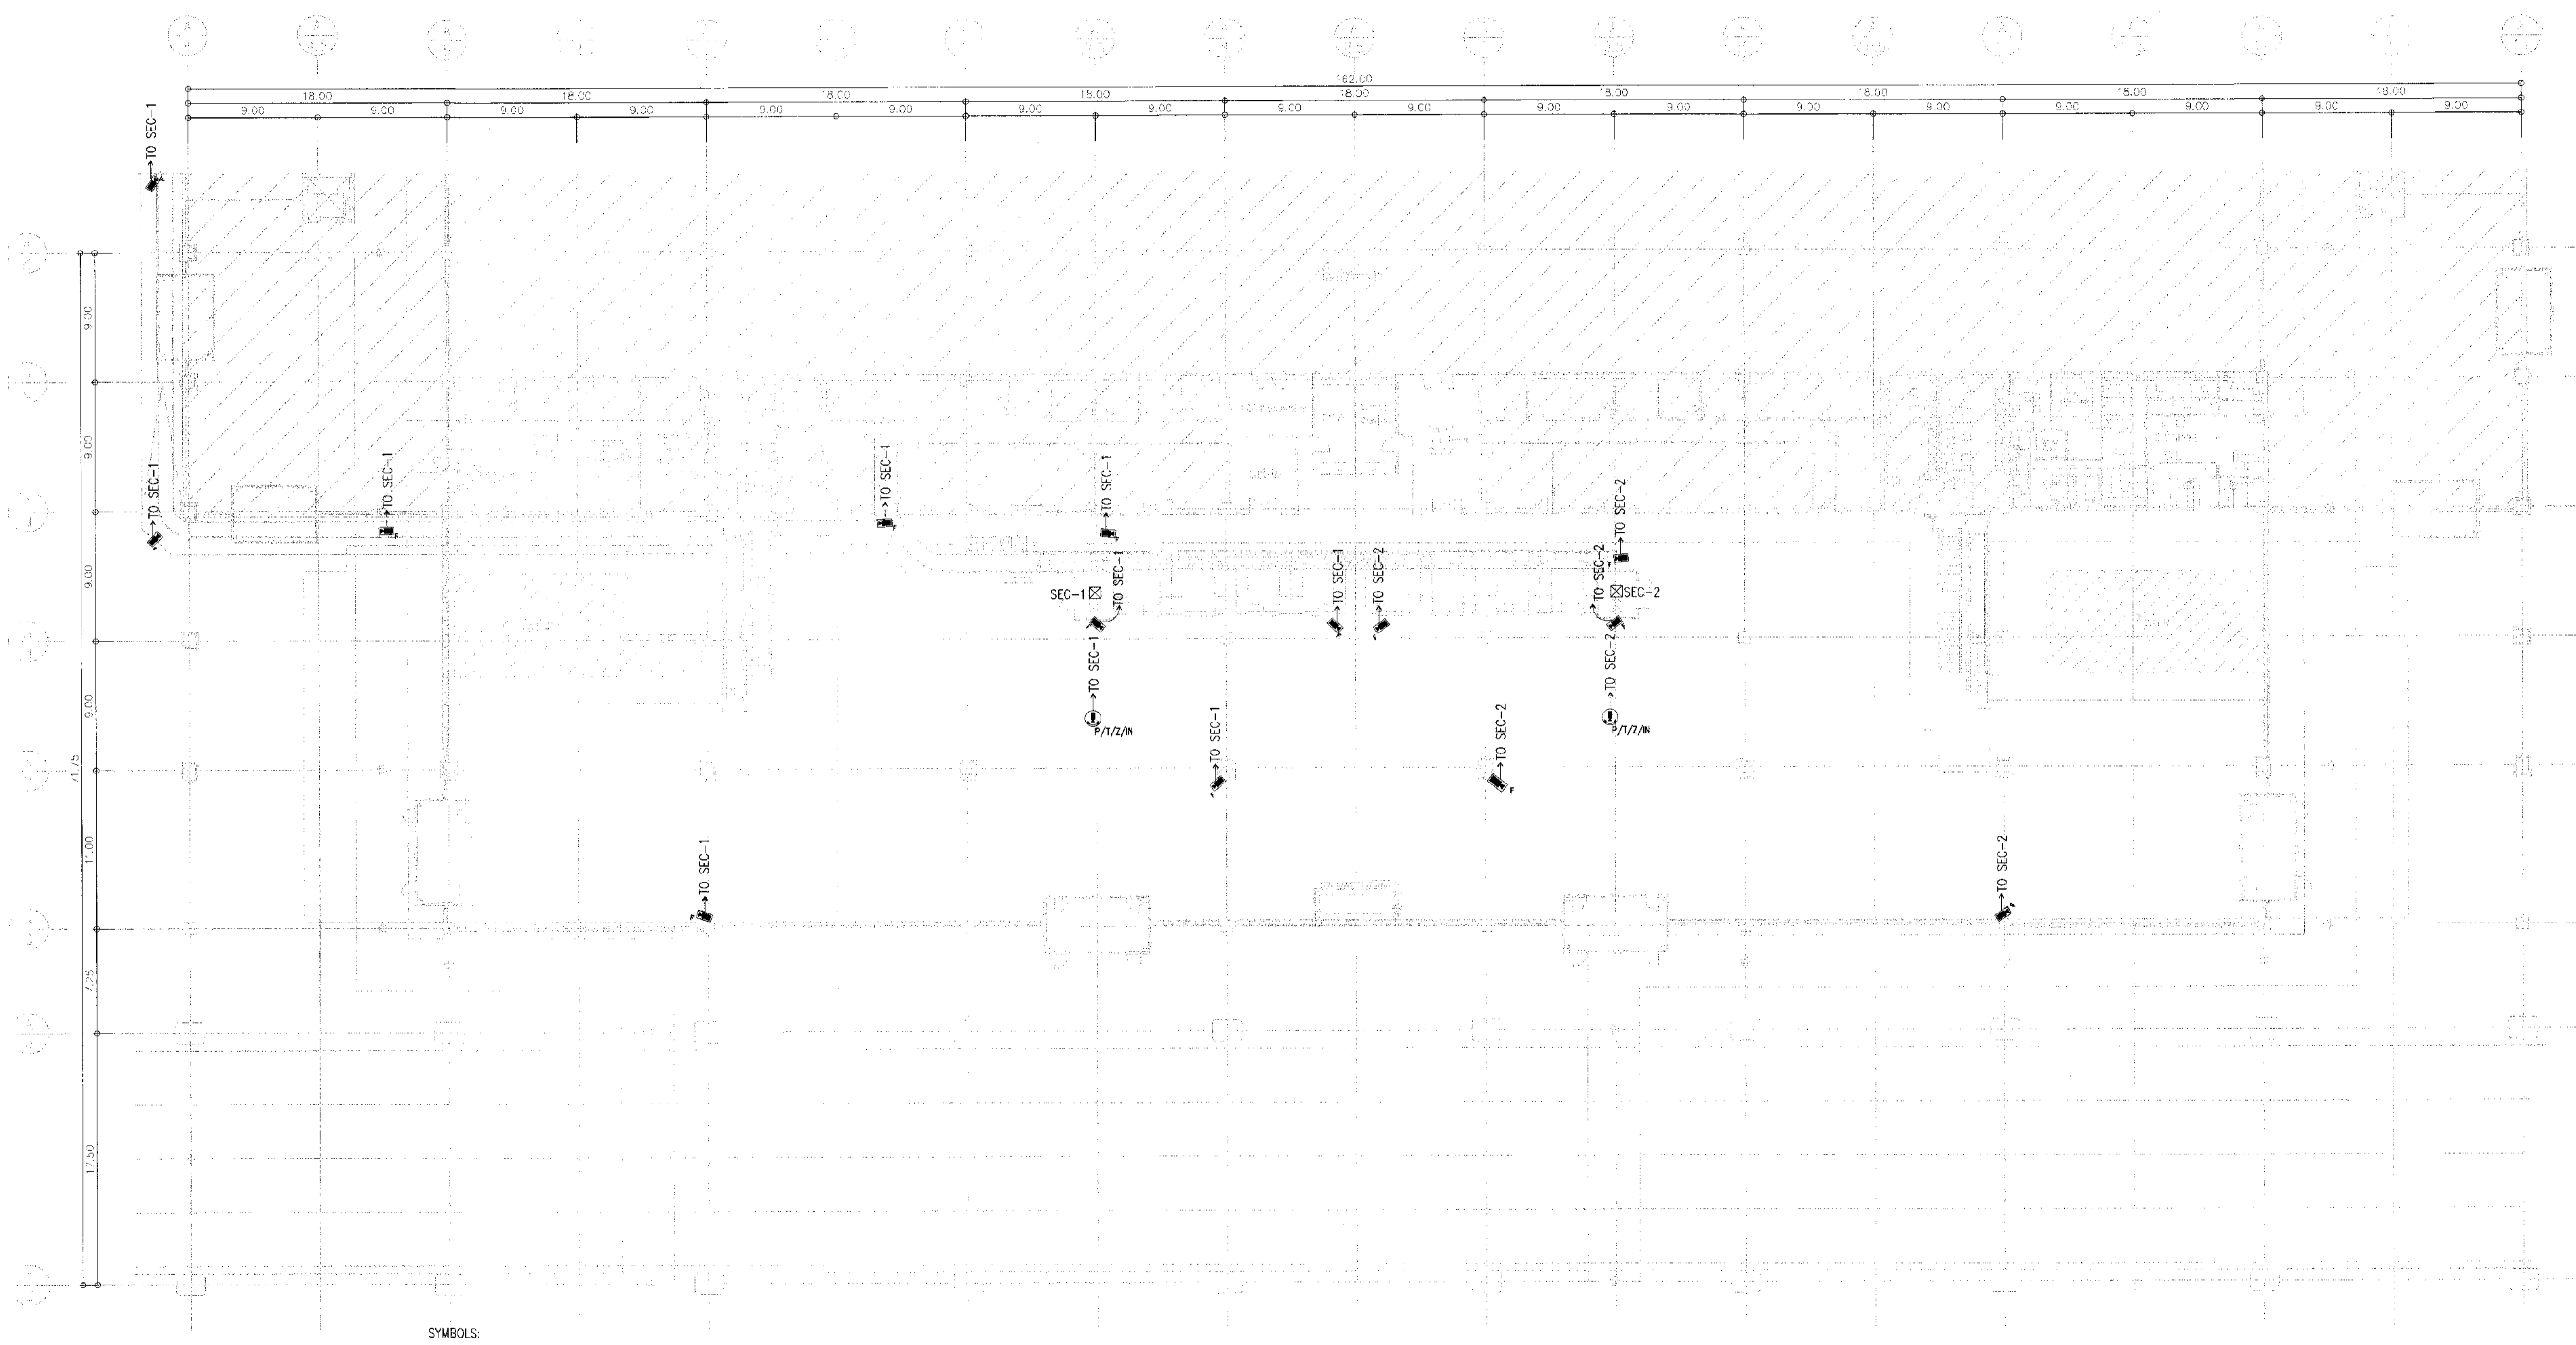 162.00
18.00 18.00 18.00 18.00 18.00 18.00 18.00 18.00 18.00
9.00 9.00 9.00 9.00 9.00 9.00 9.00 9.00 9.00 9.00 9.00 9.00 9.00 9.00 9.00 9.00 9.00 9.00
TO SEC-1
9.00
9.00
TO SEC-1
TO SEC-1
TO SEC-1
TO SEC-1
TO SEC-2
F
F
F
9.00
TO SEC-1
TO SEC-1
TO SEC-2
TO SEC-2
F
SEC-1
SEC-2
9.00
TO SEC-1
TO SEC-2
P/T/Z/IN
P/T/Z/IN
71.75
TO SEC-1
TO SEC-2
F
11.00
TO SEC-1
TO SEC-2
F
7.25
17.50
SYMBOLS: